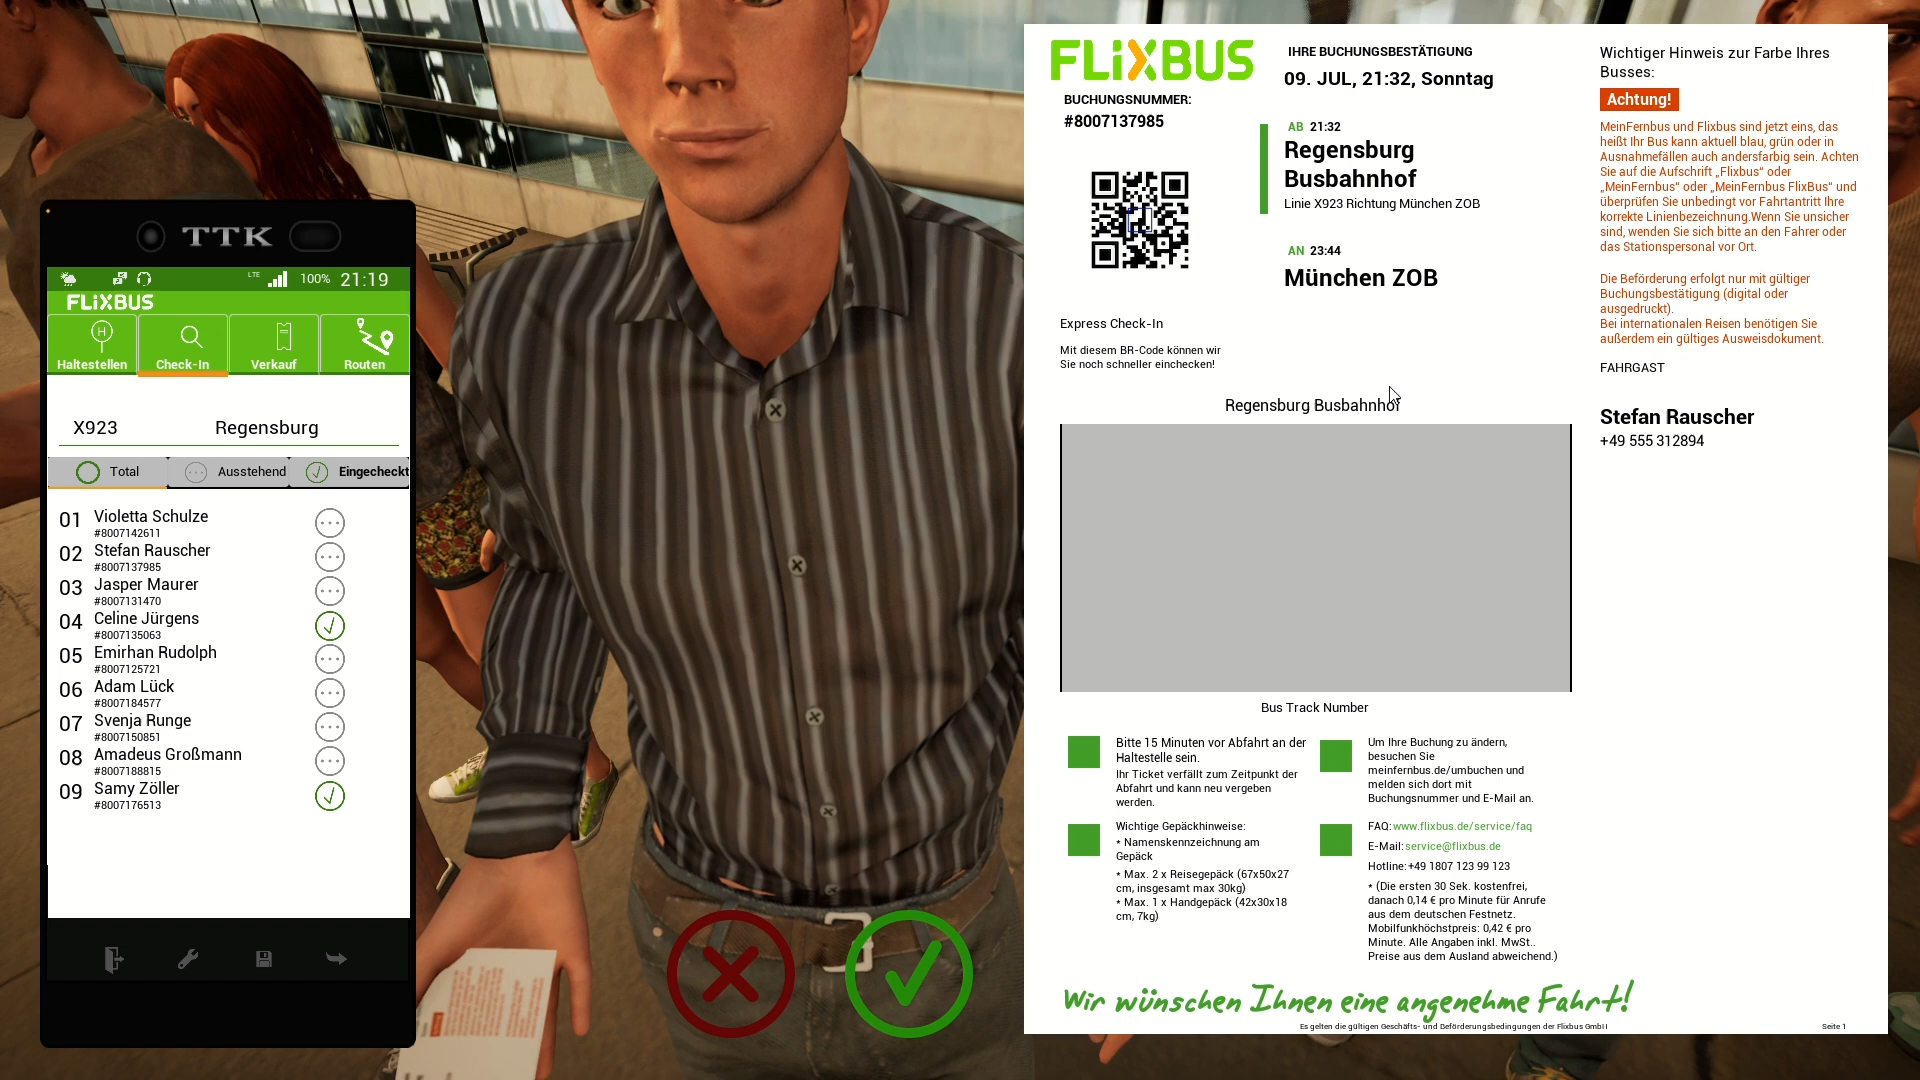 TTK
LTE 100% 21:19
FLiXBUS
Haltestellen Check-In Verkauf Routen
X923 Regensburg
Total Ausstehend Eingecheckt
01 Violetta Schulze
#8007142611
02 Stefan Rauscher
#8007137985
03 Jasper Maurer
#8007131470
04 Celine Jürgens
#8007135063
05 Emirhan Rudolph
#8007125721
06 Adam Lück
#8007184577
07 Svenja Runge
#8007150851
08 Amadeus Großmann
#8007188815
09 Samy Zöller
#8007176513
FLiXBUS
BUCHUNGSNUMMER:
#8007137985
IHRE BUCHUNGSBESTÄTIGUNG
09. JUL, 21:32, Sonntag
AB 21:32
Regensburg
Busbahnhof
Linie X923 Richtung München ZOB
AN 23:44
München ZOB
Express Check-In
Mit diesem BR-Code können wir
Sie noch schneller einchecken!
Regensburg Busbahnhof
Bus Track Number
Bitte 15 Minuten vor Abfahrt an der
Haltestelle sein.
Ihr Ticket verfällt zum Zeitpunkt der
Abfahrt und kann neu vergeben
werden.
Wichtige Gepäckhinweise:
* Namenskennzeichnung am
Gepäck
* Max. 2 x Reisegepäck (67x50x27
cm, insgesamt max 30kg)
* Max. 1 x Handgepäck (42x30x18
cm, 7kg)
Um Ihre Buchung zu ändern,
besuchen Sie
meinfernbus.de/umbuchen und
melden sich dort mit
Buchungsnummer und E-Mail an.
FAQ: www.flixbus.de/service/faq
E-Mail: service@flixbus.de
Hotline: +49 1807 123 99 123
* (Die ersten 30 Sek. kostenfrei,
danach 0,14 € pro Minute für Anrufe
aus dem deutschen Festnetz.
Mobilfunkhöchstpreis: 0,42 € pro
Minute. Alle Angaben inkl. MwSt..
Preise aus dem Ausland abweichend.)
Wir wünschen Ihnen eine angenehme Fahrt!
Es gelten die gültigen Geschäfts- und Beförderungsbedingungen der Flixbus GmbH
Seite 1
Wichtiger Hinweis zur Farbe Ihres
Busses:
Achtung!
MeinFernbus und Flixbus sind jetzt eins, das
heißt Ihr Bus kann aktuell blau, grün oder in
Ausnahmefällen auch andersfarbig sein. Achten
Sie auf die Aufschrift „Flixbus“ oder
„MeinFernbus“ oder „MeinFernbus FlixBus“ und
überprüfen Sie unbedingt vor Fahrtantritt Ihre
korrekte Linienbezeichnung.Wenn Sie unsicher
sind, wenden Sie sich bitte an den Fahrer oder
das Stationspersonal vor Ort.
Die Beförderung erfolgt nur mit gültiger
Buchungsbestätigung (digital oder
ausgedruckt).
Bei internationalen Reisen benötigen Sie
außerdem ein gültiges Ausweisdokument.
FAHRGAST
Stefan Rauscher
+49 555 312894